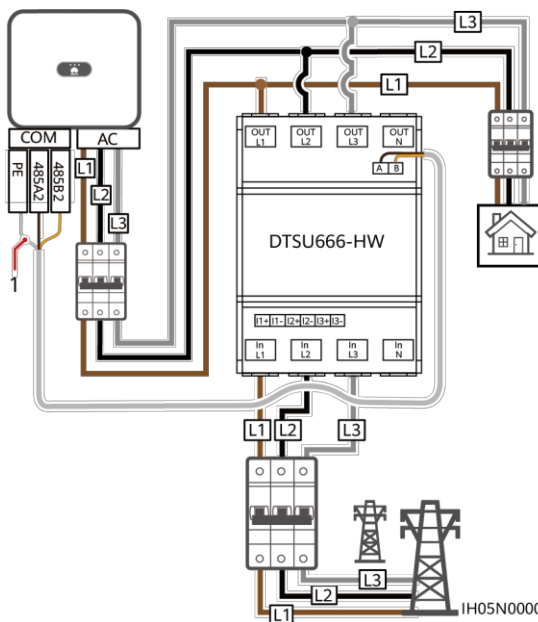 L3
L2
L1
COM
AC
PE
485A2
485B2
L1
L2
L3
1
OUT L1
OUT L2
OUT L3
OUT N
A B
DTSU666-HW
I1+ I1- I2+ I2- I3+ I3-
In L1
In L2
In L3
In N
L1
L2
L3
L3
L2
L1
IH05N0000